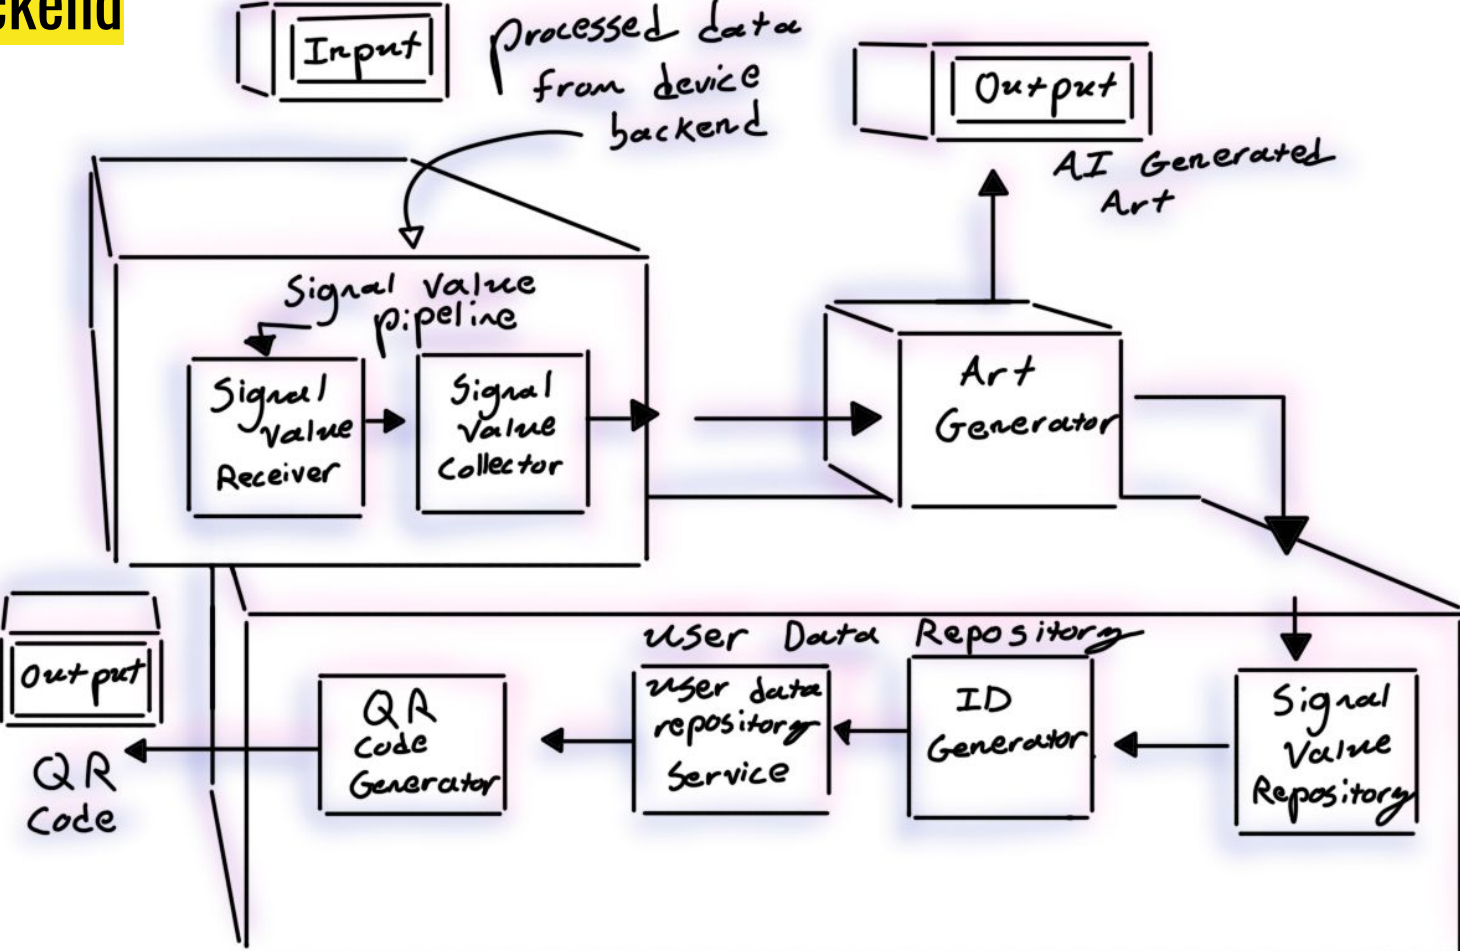 ckend
Input
processed data
from device
backend
Output
AI Generated
Art
Signal Value
pipeline
Signal
Value
Receiver
Signal
Value
Collector
Art
Generator
User Data Repository
Output
QR
Code
QR
Code
Generator
User data
repository
Service
ID
Generator
Signal
Value
Repository